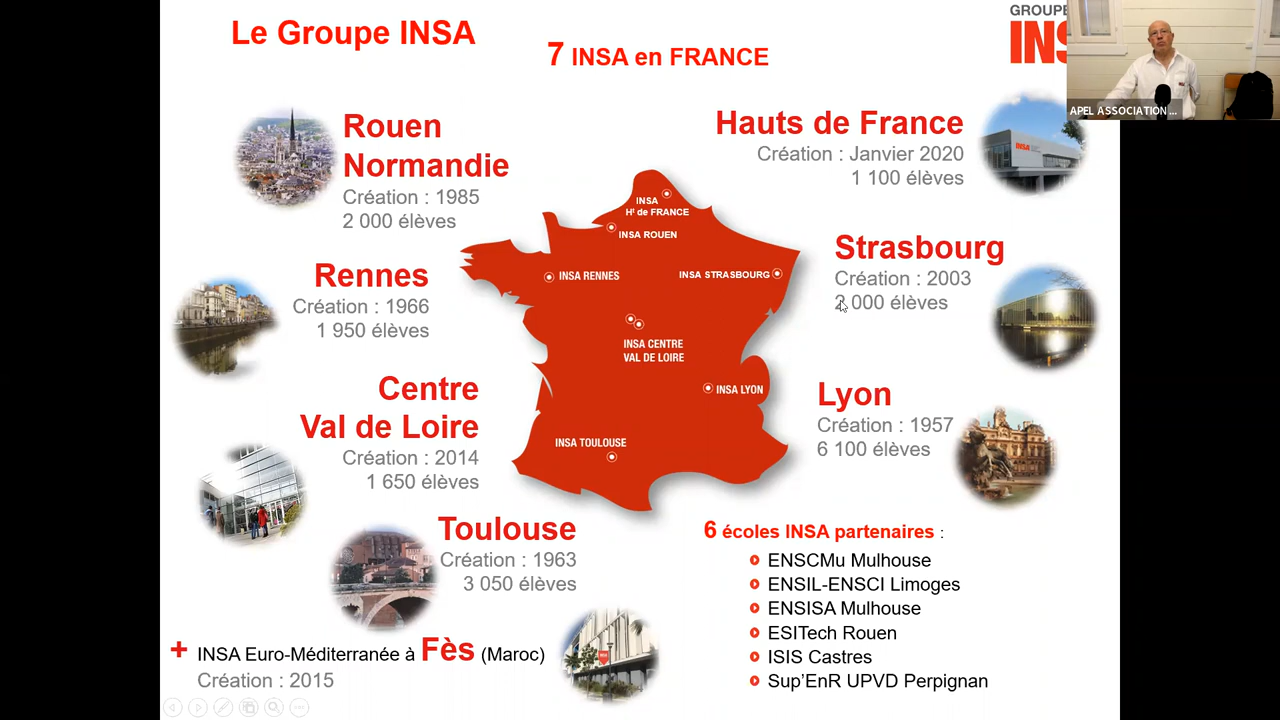 Le Groupe INSA
7 INSA en FRANCE
GROUPE
INS
APEL ASSOCIATION ...
Rouen
Normandie
Création : 1985
2 000 élèves
Hauts de France
Création : Janvier 2020
1 100 élèves
INSA
Rennes
Création : 1966
1 950 élèves
Strasbourg
Création : 2003
2 000 élèves
INSA
Hᵗ de FRANCE
INSA ROUEN
INSA RENNES
INSA STRASBOURG
INSA CENTRE
VAL DE LOIRE
INSA LYON
INSA TOULOUSE
Centre
Val de Loire
Création : 2014
1 650 élèves
Lyon
Création : 1957
6 100 élèves
Toulouse
Création : 1963
3 050 élèves
+ INSA Euro-Méditerranée à Fès (Maroc)
Création : 2015
6 écoles INSA partenaires :
ENSCMu Mulhouse
ENSIL-ENSCI Limoges
ENSISA Mulhouse
ESITech Rouen
ISIS Castres
Sup'EnR UPVD Perpignan